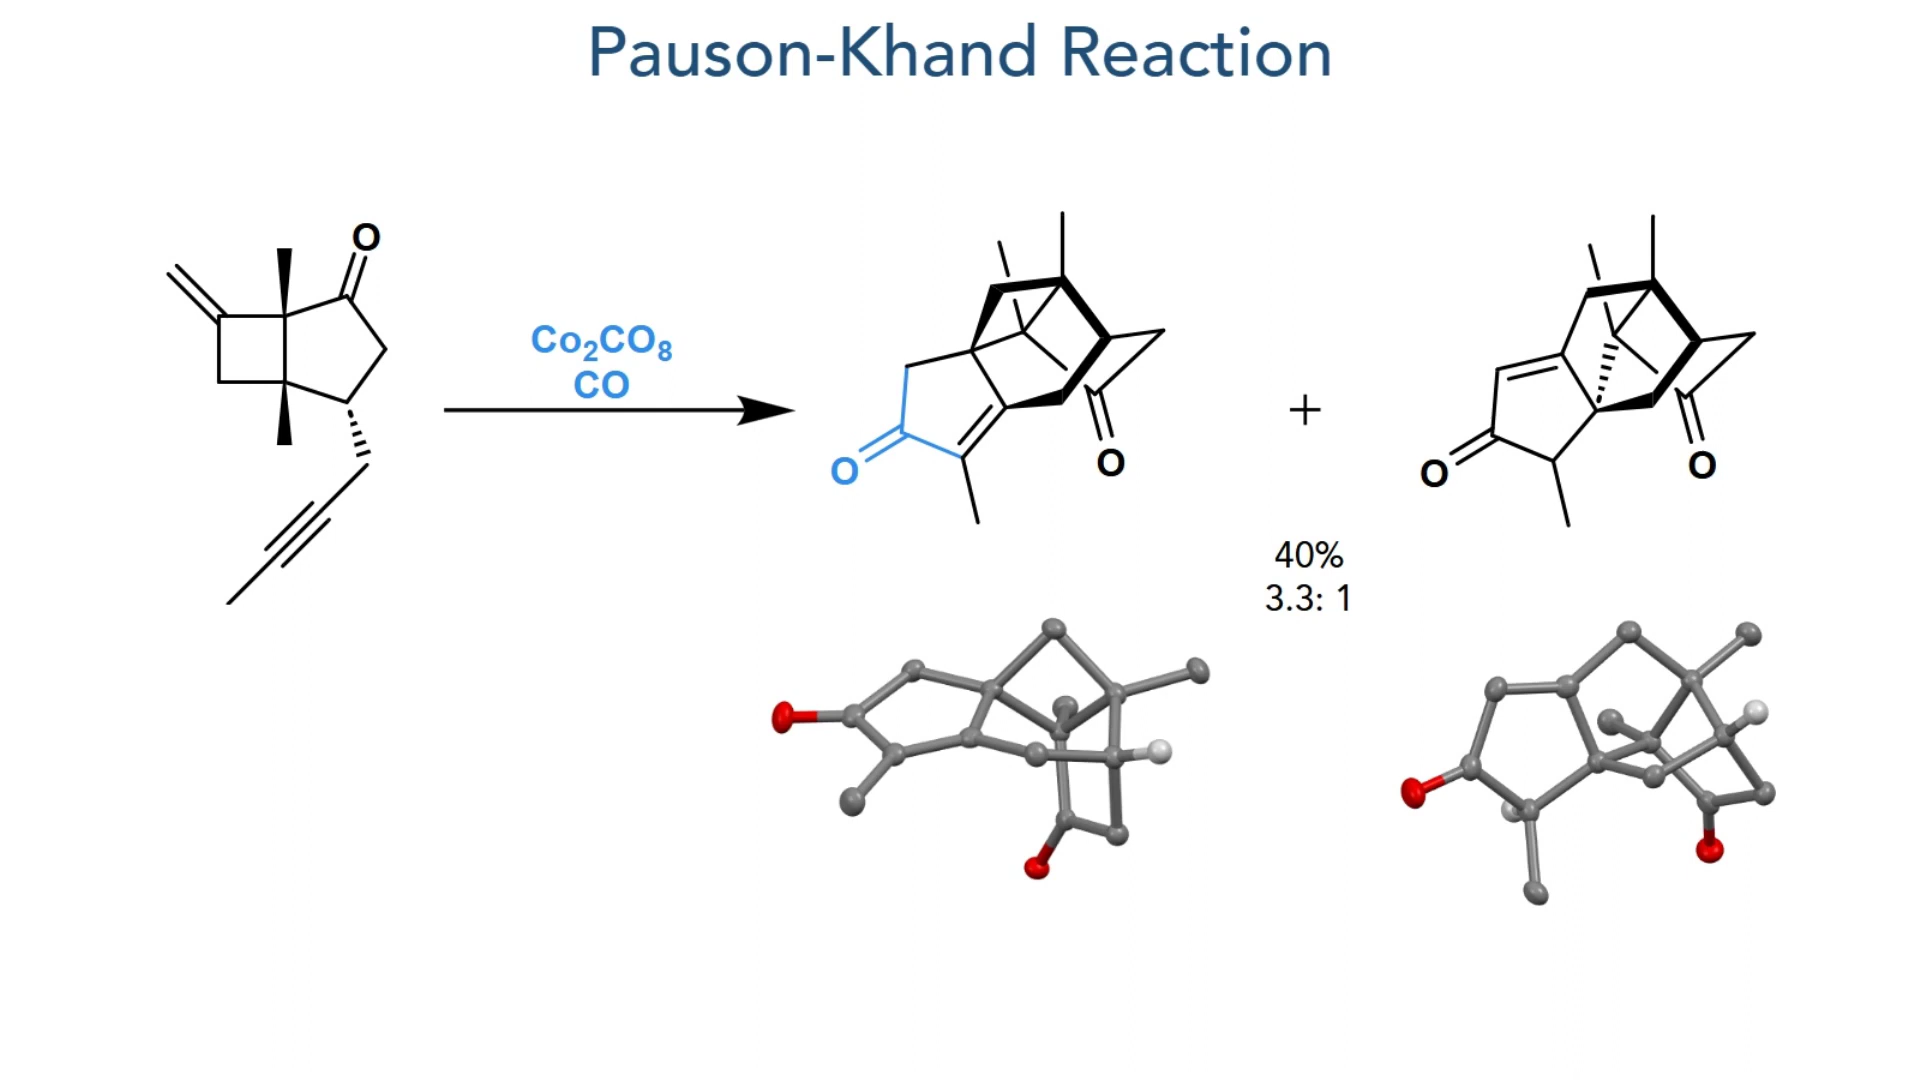 Pauson-Khand Reaction
O
Co₂CO₈
CO
O
O
+
O
O
40%
3.3: 1